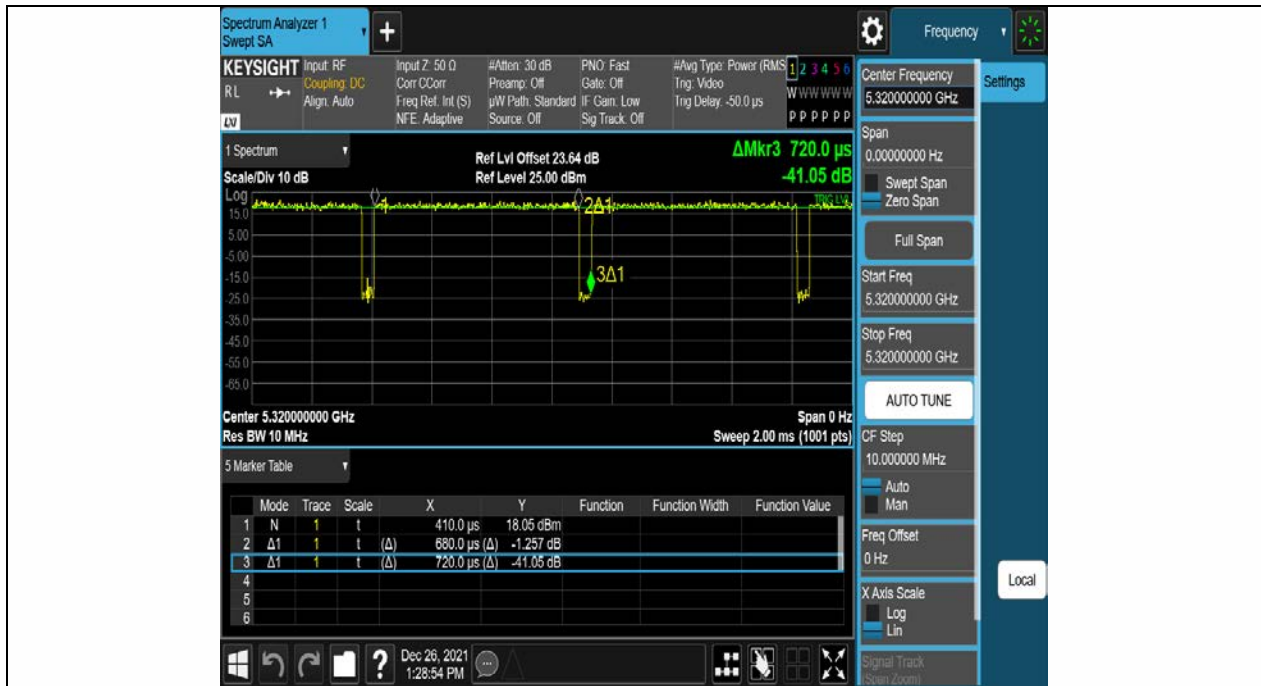 Spectrum Analyzer 1
Swept SA
+
Frequency
KEYSIGHT
RL
LXI
Input: RF
Coupling: DC
Align: Auto
Input Z: 50 Ω
Corr CCorr
Freq Ref: Int (S)
NFE: Adaptive
#Atten: 30 dB
Preamp: Off
µW Path: Standard
Source: Off
PNO: Fast
Gate: Off
IF Gain: Low
Sig Track: Off
#Avg Type: Power (RMS
Trig: Video
Trig Delay: -50.0 µs
1 2 3 4 5 6
W W W W W W
P P P P P P
1 Spectrum
Scale/Div 10 dB
Ref Lvl Offset 23.64 dB
Ref Level 25.00 dBm
ΔMkr3 720.0 µs
-41.05 dB
Log
TRIG LVL
1
2Δ1
3Δ1
15.0
5.00
-5.00
-15.0
-25.0
-35.0
-45.0
-55.0
-65.0
Center 5.320000000 GHz
Span 0 Hz
Res BW 10 MHz
Sweep 2.00 ms (1001 pts)
5 Marker Table
Mode Trace Scale X Y Function Function Width Function Value
1 N 1 t 410.0 µs 18.05 dBm
2 Δ1 1 t (Δ) 680.0 µs (Δ) -1.257 dB
3 Δ1 1 t (Δ) 720.0 µs (Δ) -41.05 dB
4
5
6
Center Frequency
5.320000000 GHz
Settings
Span
0.00000000 Hz
Swept Span
Zero Span
Full Span
Start Freq
5.320000000 GHz
Stop Freq
5.320000000 GHz
AUTO TUNE
CF Step
10.000000 MHz
Auto
Man
Freq Offset
0 Hz
X Axis Scale
Log
Lin
Signal Track
(Span Zoom)
Local
?
Dec 26, 2021
1:28:54 PM